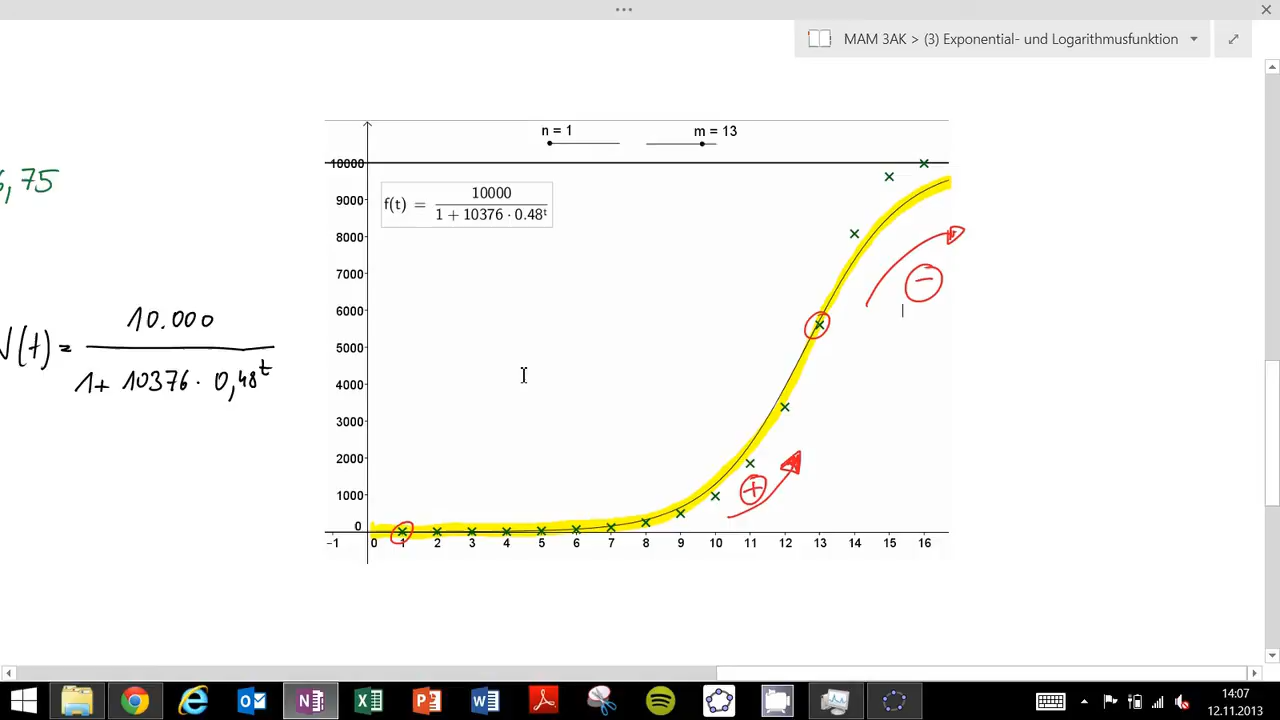 MAM 3AK > (3) Exponential- und Logarithmusfunktion
n = 1
m = 13
10000
9000
8000
7000
6000
5000
4000
3000
2000
1000
0
−1 0 1 2 3 4 5 6 7 8 9 10 11 12 13 14 15 16
f(t) = 10000
1 + 10376 · 0.48ᵗ
,75
(t) = 10.000
1 + 10376 · 0,48ᵗ
+
−
14:07
12.11.2013